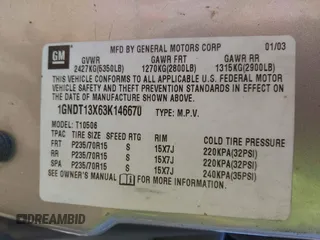 GM
MFD BY GENERAL MOTORS CORP 01/03
GVWR GAWR FRT GAWR RR
2427KG(5350LB) 1270KG(2800LB) 1315KG(2900LB)
THIS VEHICLE CONFORMS TO ALL APPLICABLE U.S. FEDERAL MOTOR
VEHICLE SAFETY AND THEFT PREVENTION STANDARDS IN EFFECT ON
THE DATE OF MANUFACTURE SHOWN ABOVE.
1GNDT13X63K146670 TYPE: M.P.V.
MODEL: T10506
TPAC TIRE SIZE SPEED RTG RIM COLD TIRE PRESSURE
FRT P235/70R15 S 15X7J 220KPA(32PSI)
RR P235/70R15 S 15X7J 220KPA(32PSI)
SPA P235/70R15 S 15X7J 240KPA(35PSI)
SEE OWNER'S MANUAL FOR MORE INFORMATION
DREAMBID